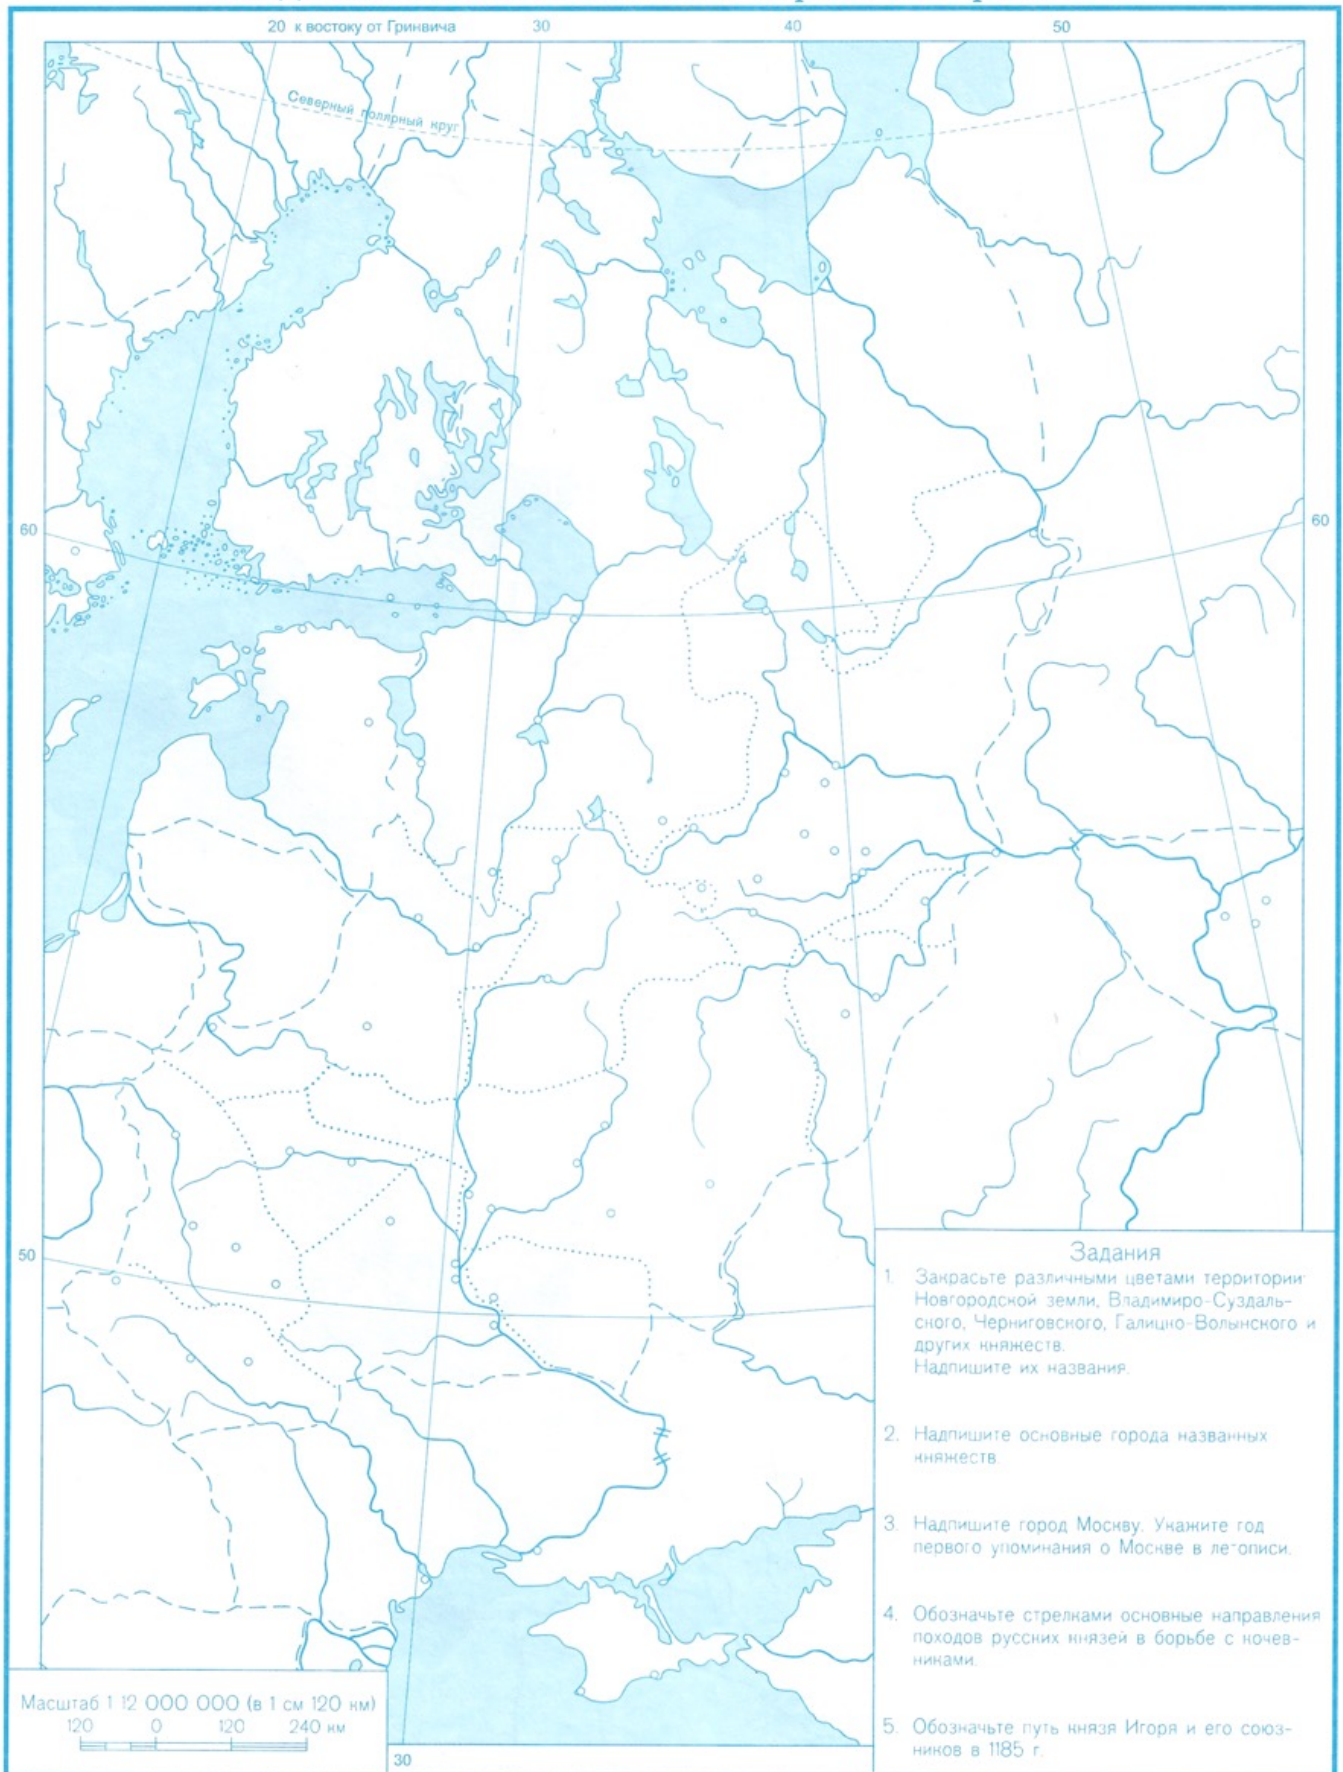 20 к востоку от Гринвича
30
40
50
Северный полярный круг
60
60
50
Задания
1. Закрасьте различными цветами территории
Новгородской земли, Владимиро-Суздаль-
ского, Черниговского, Галицно-Волынского и
других княжеств.
Надпишите их названия.
2. Надпишите основные города названных
княжеств.
3. Надпишите город Москву. Укажите год
первого упоминания о Москве в летописи.
4. Обозначьте стрелками основные направления
походов русских князей в борьбе с кочев-
никами.
5. Обозначьте путь князя Игоря и его союз-
ников в 1185 г.
Масштаб 1 12 000 000 (в 1 см 120 км)
120 0 120 240 км
30